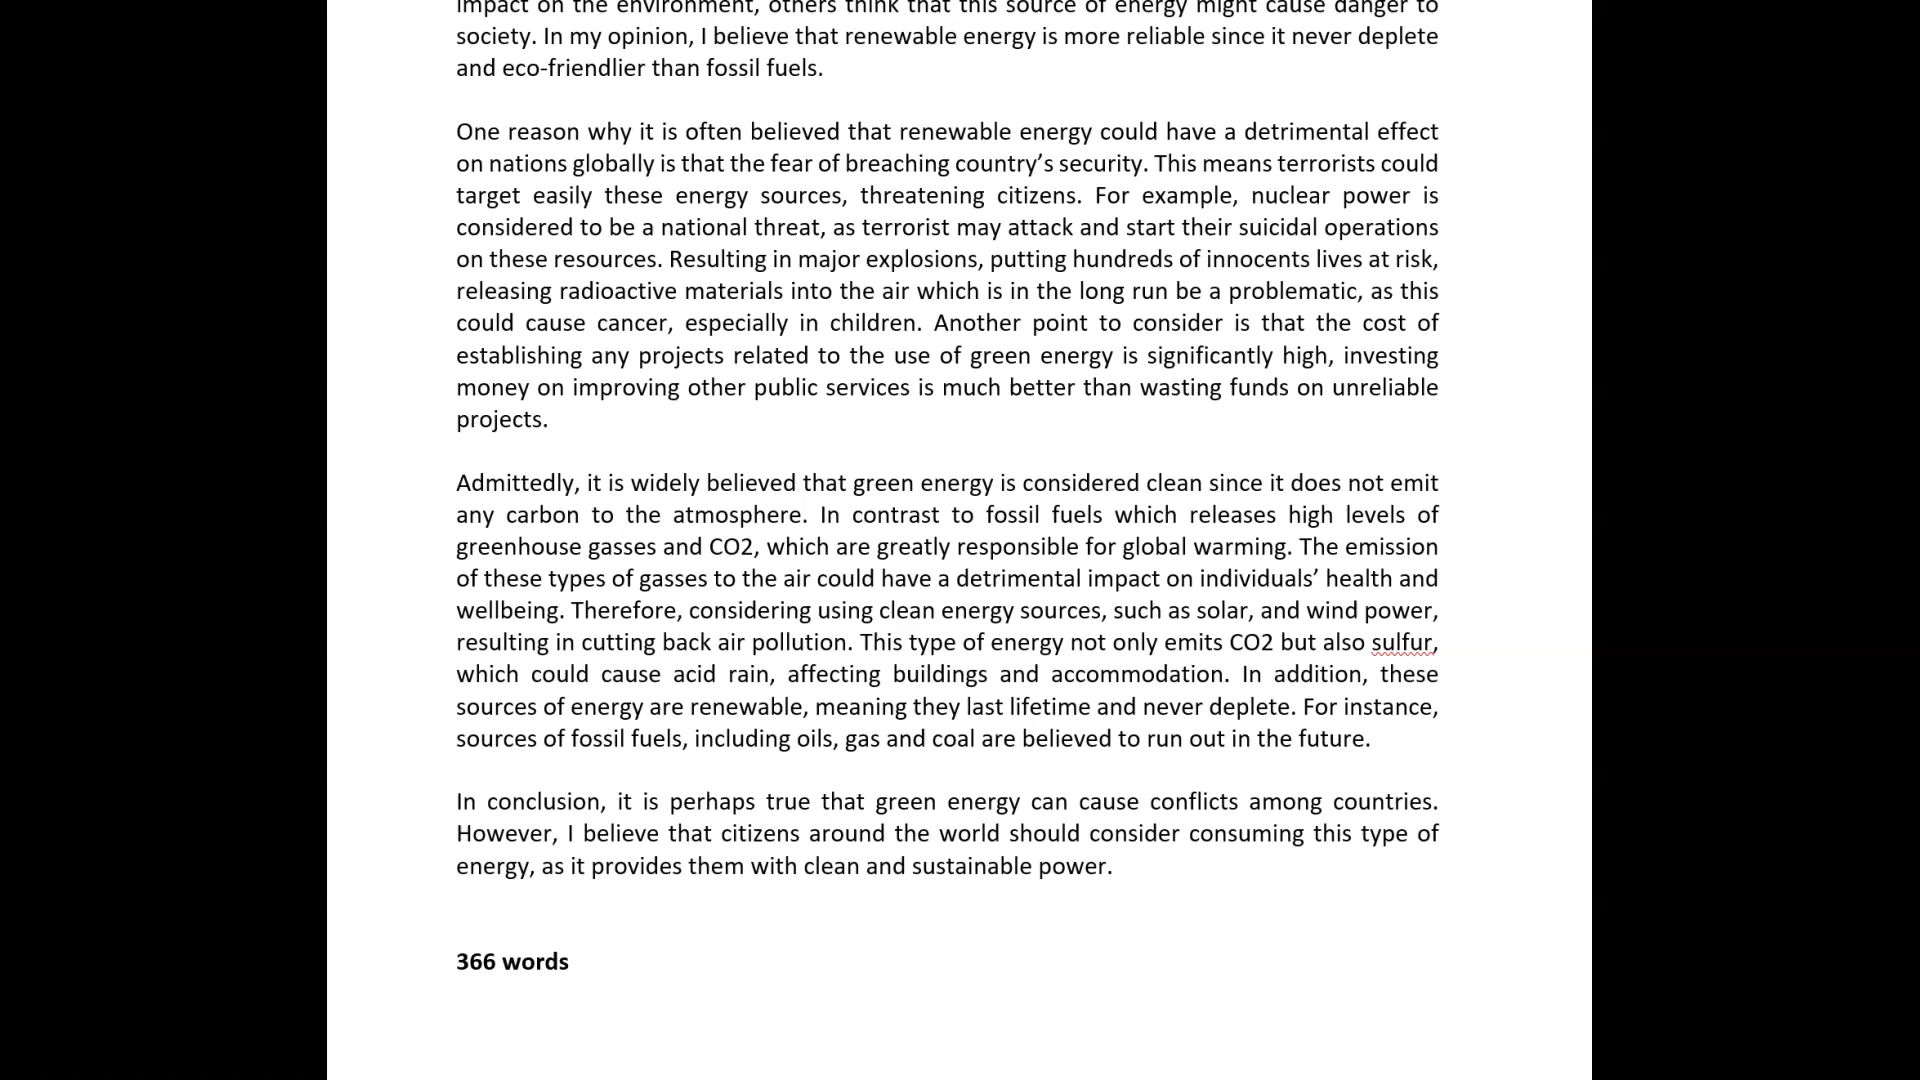 impact on the environment, others think that this source of energy might cause danger to
society. In my opinion, I believe that renewable energy is more reliable since it never deplete
and eco-friendlier than fossil fuels.
One reason why it is often believed that renewable energy could have a detrimental effect
on nations globally is that the fear of breaching country’s security. This means terrorists could
target easily these energy sources, threatening citizens. For example, nuclear power is
considered to be a national threat, as terrorist may attack and start their suicidal operations
on these resources. Resulting in major explosions, putting hundreds of innocents lives at risk,
releasing radioactive materials into the air which is in the long run be a problematic, as this
could cause cancer, especially in children. Another point to consider is that the cost of
establishing any projects related to the use of green energy is significantly high, investing
money on improving other public services is much better than wasting funds on unreliable
projects.
Admittedly, it is widely believed that green energy is considered clean since it does not emit
any carbon to the atmosphere. In contrast to fossil fuels which releases high levels of
greenhouse gasses and CO2, which are greatly responsible for global warming. The emission
of these types of gasses to the air could have a detrimental impact on individuals’ health and
wellbeing. Therefore, considering using clean energy sources, such as solar, and wind power,
resulting in cutting back air pollution. This type of energy not only emits CO2 but also sulfur,
which could cause acid rain, affecting buildings and accommodation. In addition, these
sources of energy are renewable, meaning they last lifetime and never deplete. For instance,
sources of fossil fuels, including oils, gas and coal are believed to run out in the future.
In conclusion, it is perhaps true that green energy can cause conflicts among countries.
However, I believe that citizens around the world should consider consuming this type of
energy, as it provides them with clean and sustainable power.
366 words